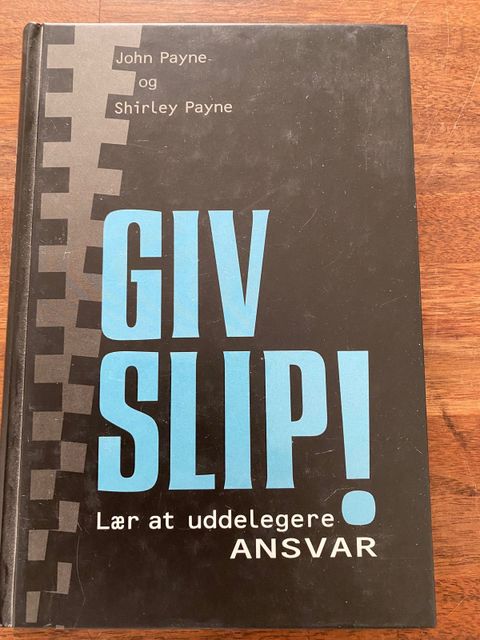 John Payne
og
Shirley Payne
GIV
SLIP!
Lær at uddelegere
ANSVAR